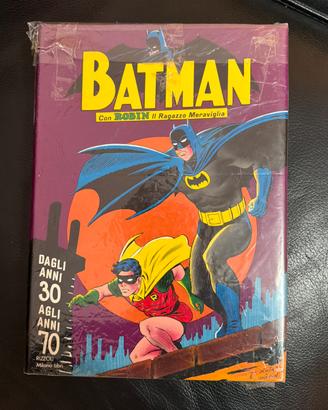 BATMAN
Con ROBIN Il Ragazzo Meraviglia
DAGLI
ANNI
30
AGLI
ANNI
70
RIZZOLI
Milano libri